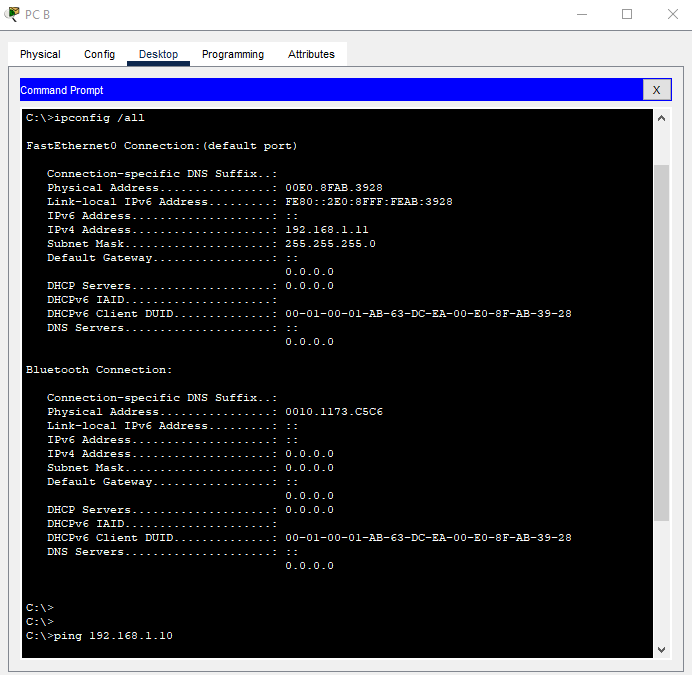 PC B
Physical Config Desktop Programming Attributes
Command Prompt X
C:\>ipconfig /all
FastEthernet0 Connection:(default port)
Connection-specific DNS Suffix..:
Physical Address................: 00E0.8FAB.3928
Link-local IPv6 Address.........: FE80::2E0:8FFF:FEAB:3928
IPv6 Address....................: ::
IPv4 Address....................: 192.168.1.11
Subnet Mask.....................: 255.255.255.0
Default Gateway.................: ::
0.0.0.0
DHCP Servers....................: 0.0.0.0
DHCPv6 IAID.....................:
DHCPv6 Client DUID..............: 00-01-00-01-AB-63-DC-EA-00-E0-8F-AB-39-28
DNS Servers.....................: ::
0.0.0.0
Bluetooth Connection:
Connection-specific DNS Suffix..:
Physical Address................: 0010.1173.C5C6
Link-local IPv6 Address.........: ::
IPv6 Address....................: ::
IPv4 Address....................: 0.0.0.0
Subnet Mask.....................: 0.0.0.0
Default Gateway.................: ::
0.0.0.0
DHCP Servers....................: 0.0.0.0
DHCPv6 IAID.....................:
DHCPv6 Client DUID..............: 00-01-00-01-AB-63-DC-EA-00-E0-8F-AB-39-28
DNS Servers.....................: ::
0.0.0.0
C:\>
C:\>
C:\>ping 192.168.1.10